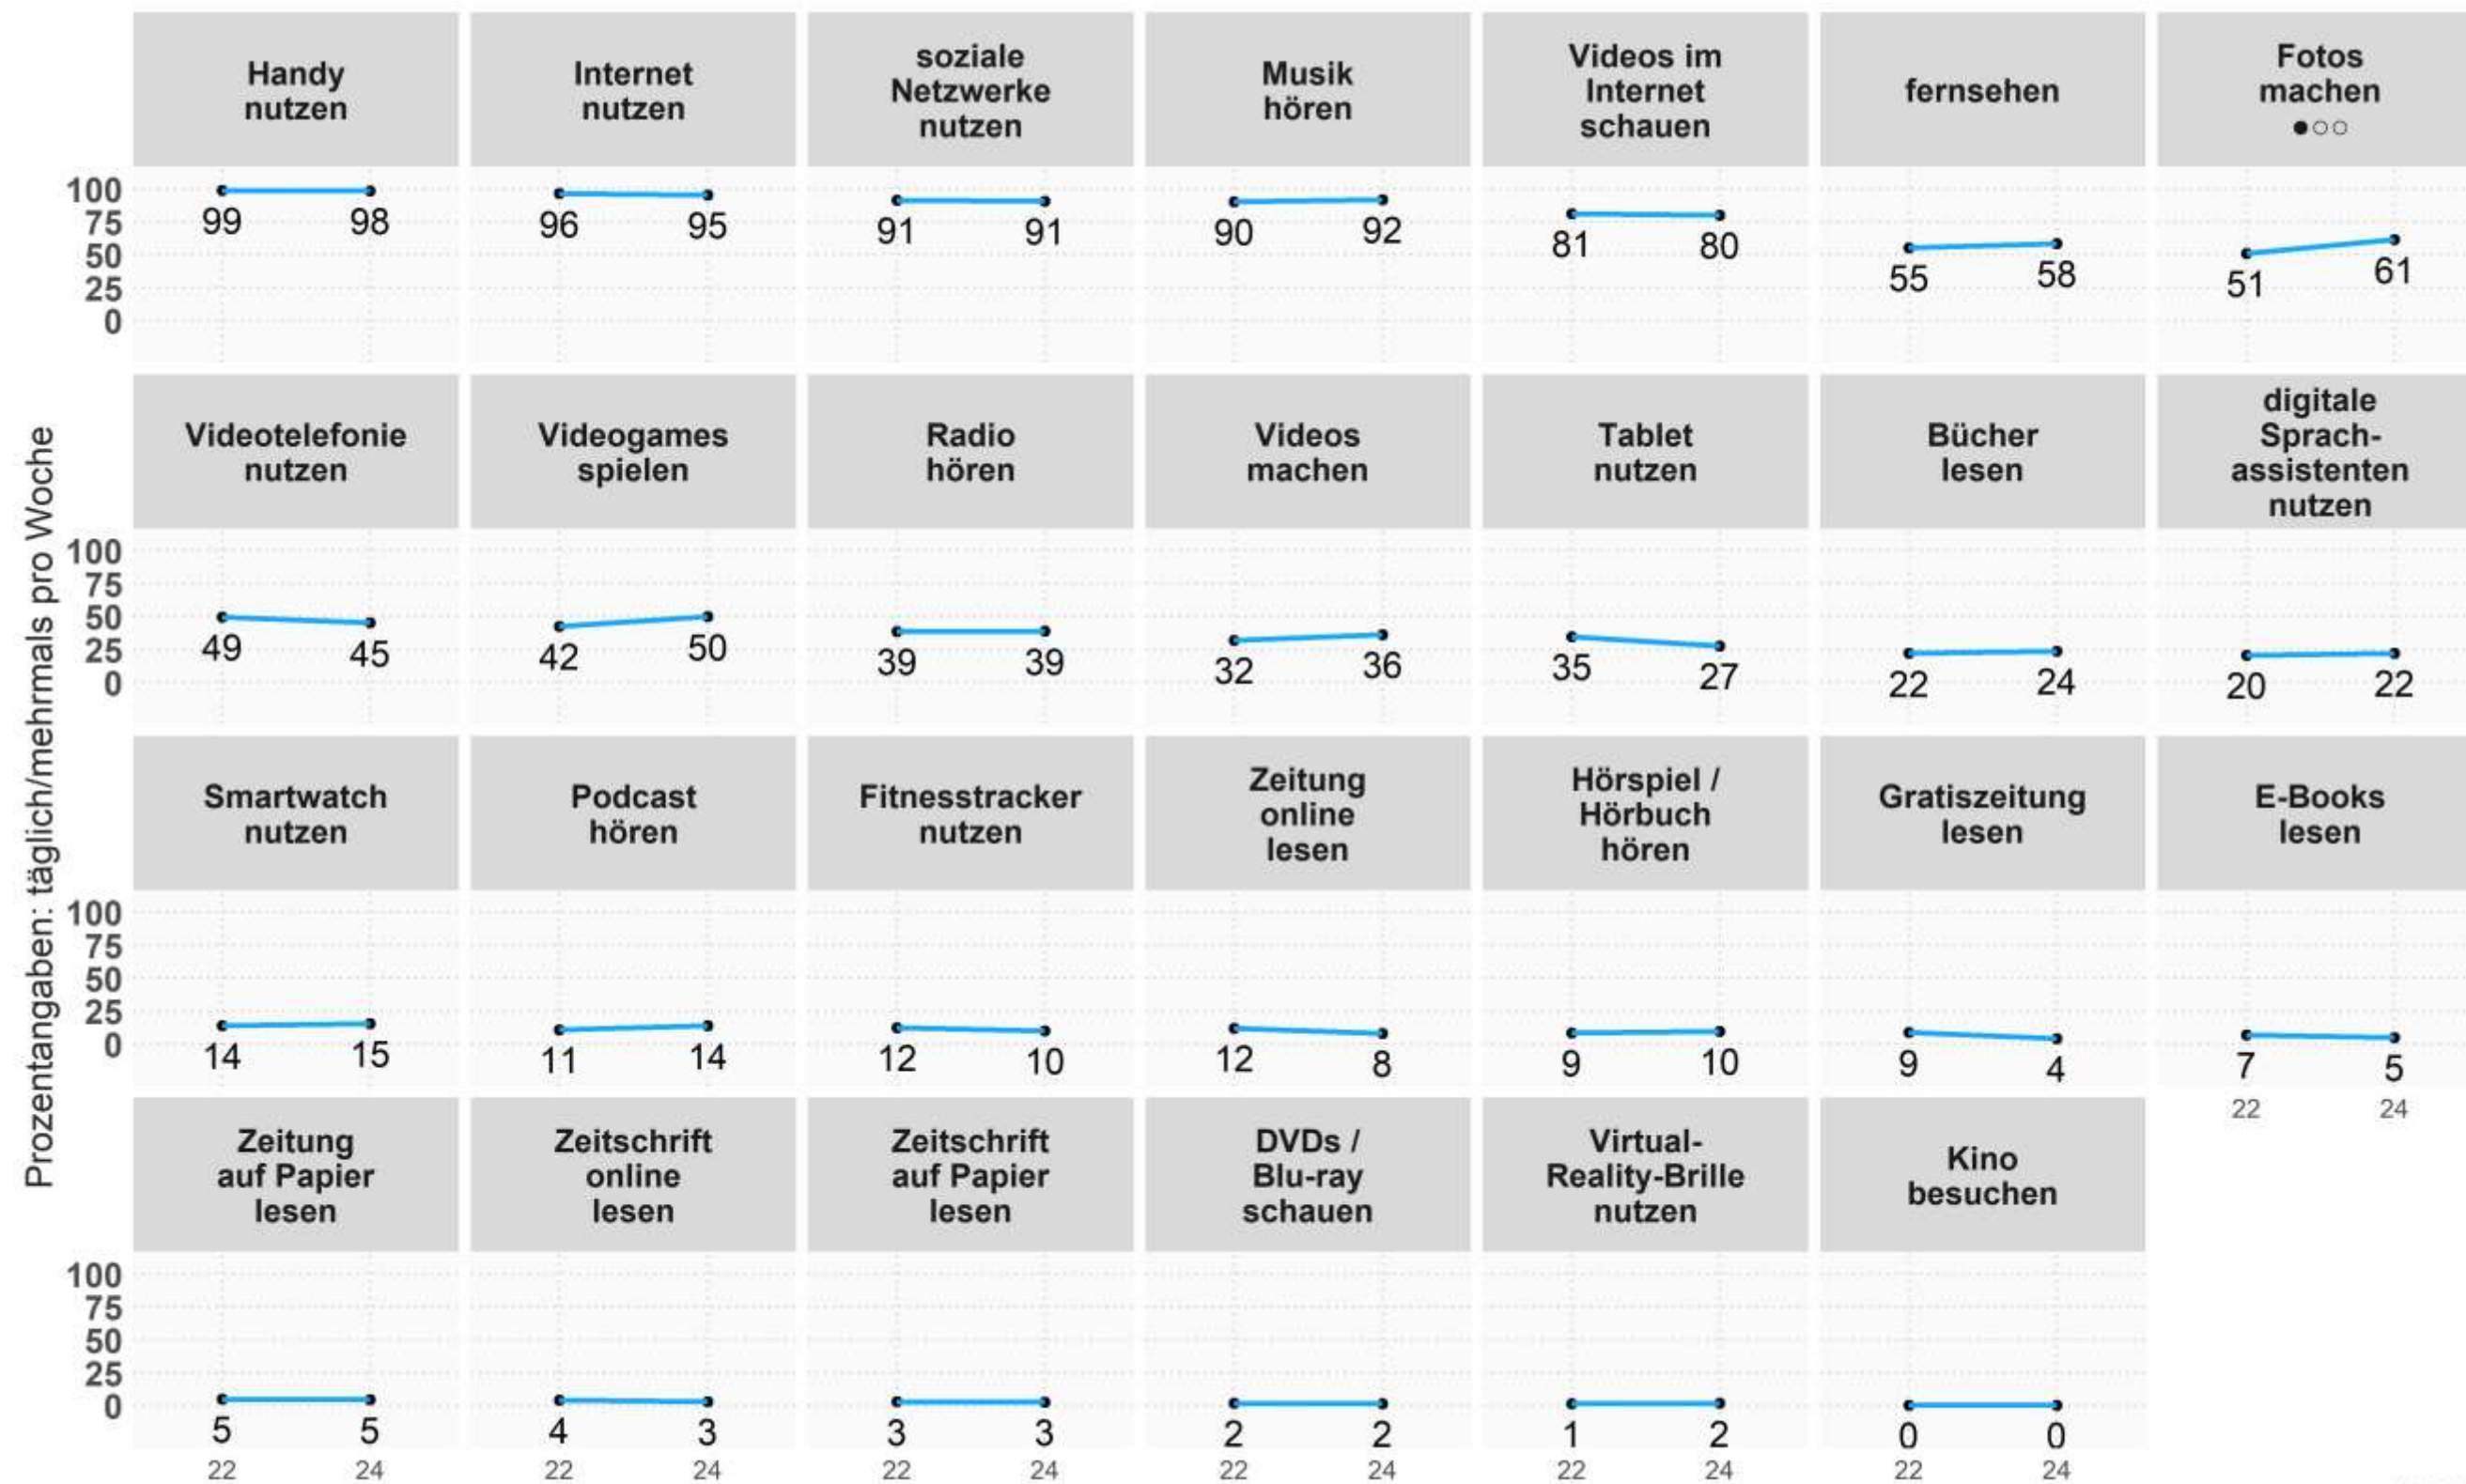 Prozentangaben: täglich/mehrmals pro Woche
Handy
nutzen
Internet
nutzen
soziale
Netzwerke
nutzen
Musik
hören
Videos im
Internet
schauen
fernsehen
Fotos
machen
●○○
100
75
50
25
0
99 98
96 95
91 91
90 92
81 80
55 58
51 61
Videotelefonie
nutzen
Videogames
spielen
Radio
hören
Videos
machen
Tablet
nutzen
Bücher
lesen
digitale
Sprach-
assistenten
nutzen
100
75
50
25
0
49 45
42 50
39 39
32 36
35 27
22 24
20 22
Smartwatch
nutzen
Podcast
hören
Fitnesstracker
nutzen
Zeitung
online
lesen
Hörspiel /
Hörbuch
hören
Gratiszeitung
lesen
E-Books
lesen
100
75
50
25
0
14 15
11 14
12 10
12 8
9 10
9 4
7 5
22 24
Zeitung
auf Papier
lesen
Zeitschrift
online
lesen
Zeitschrift
auf Papier
lesen
DVDs /
Blu-ray
schauen
Virtual-
Reality-Brille
nutzen
Kino
besuchen
100
75
50
25
0
5 5
4 3
3 3
2 2
1 2
0 0
22 24
22 24
22 24
22 24
22 24
22 24